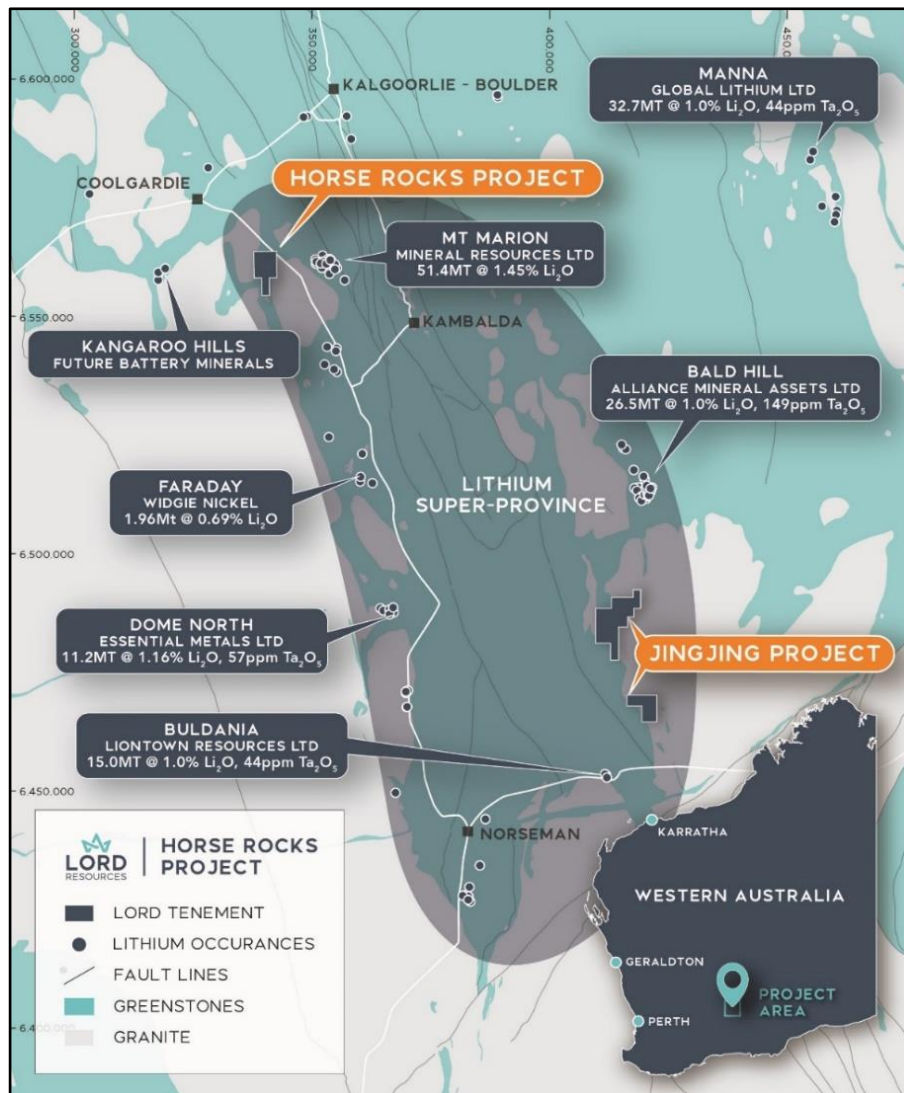 300,000
350,000
400,000
450,000
6,600,000
6,550,000
6,500,000
6,450,000
6,400,000
KALGOORLIE - BOULDER
MANNA
GLOBAL LITHIUM LTD
32.7MT @ 1.0% Li₂O, 44ppm Ta₂O₅
COOLGARDIE
HORSE ROCKS PROJECT
MT MARION
MINERAL RESOURCES LTD
51.4MT @ 1.45% Li₂O
KAMBALDA
KANGAROO HILLS
FUTURE BATTERY MINERALS
BALD HILL
ALLIANCE MINERAL ASSETS LTD
26.5MT @ 1.0% Li₂O, 149ppm Ta₂O₅
LITHIUM
SUPER-PROVINCE
FARADAY
WIDGIE NICKEL
1.96Mt @ 0.69% Li₂O
DOME NORTH
ESSENTIAL METALS LTD
11.2MT @ 1.16% Li₂O, 57ppm Ta₂O₅
JINGJING PROJECT
BULDANIA
LIONTOWN RESOURCES LTD
15.0MT @ 1.0% Li₂O, 44ppm Ta₂O₅
NORSEMAN
LORD
RESOURCES
HORSE ROCKS
PROJECT
LORD TENEMENT
LITHIUM OCCURANCES
FAULT LINES
GREENSTONES
GRANITE
KARRATHA
WESTERN AUSTRALIA
GERALDTON
PROJECT
AREA
PERTH